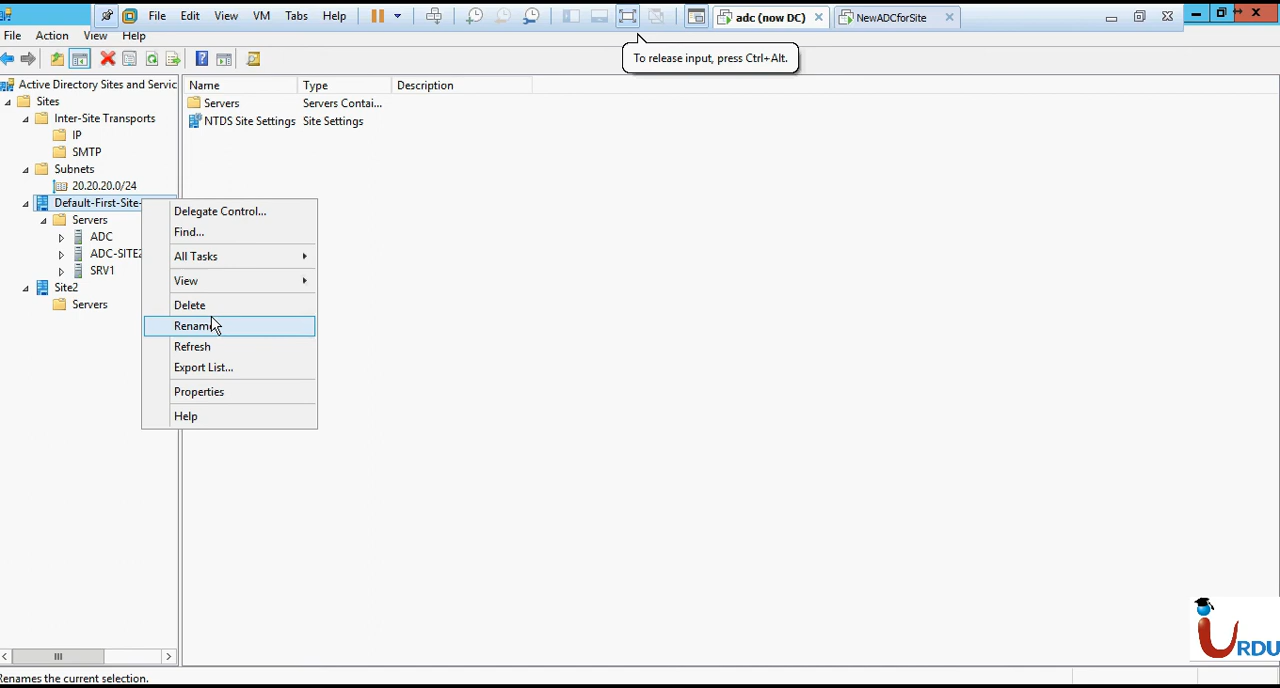 File Edit View VM Tabs Help
adc (now DC)
NewADCforSite
File Action View Help
To release input, press Ctrl+Alt.
Active Directory Sites and Servic
Sites
Inter-Site Transports
IP
SMTP
Subnets
20.20.20.0/24
Default-First-Site-
Servers
ADC
ADC-SITE2
SRV1
Site2
Servers
Name Type Description
Servers Servers Contai...
NTDS Site Settings Site Settings
Delegate Control...
Find...
All Tasks
View
Delete
Rename
Refresh
Export List...
Properties
Help
Renames the current selection.
iURDU